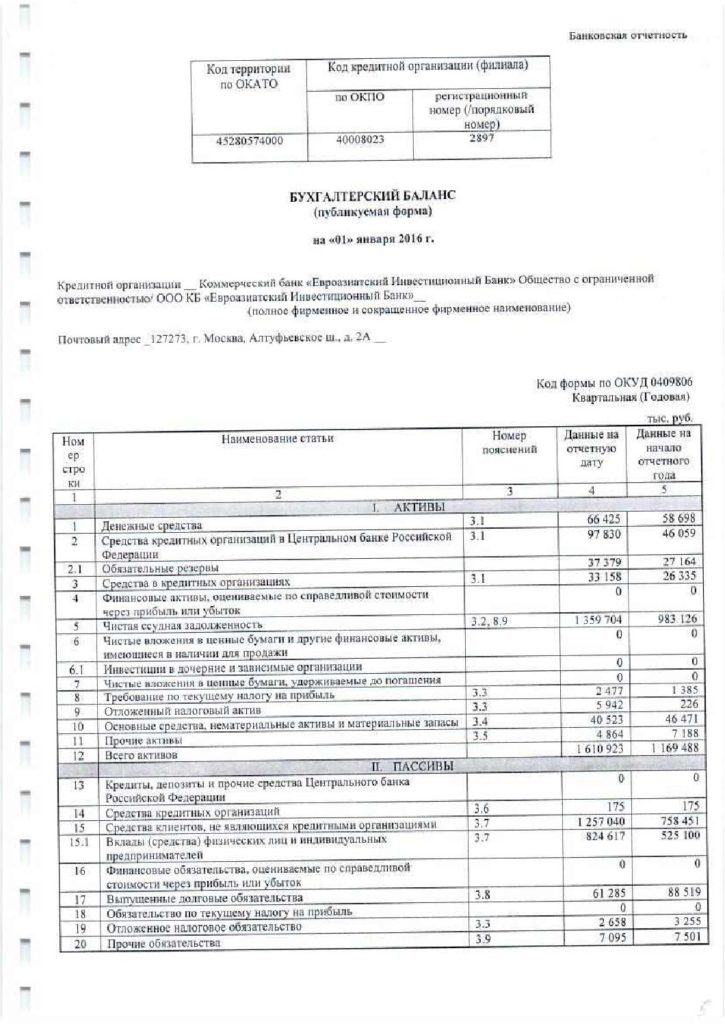 Банковская отчетность
Код территории по ОКАТО
Код кредитной организации (филиала)
по ОКПО
регистрационный номер (/порядковый номер)
45280574000 40008023 2897
БУХГАЛТЕРСКИЙ БАЛАНС
(публикуемая форма)
на «01» января 2016 г.
Кредитной организации __ Коммерческий банк «Евроазиатский Инвестиционный Банк» Общество с ограниченной
ответственностью/ ООО КБ «Евроазиатский Инвестиционный Банк»__
(полное фирменное и сокращенное фирменное наименование)
Почтовый адрес _127273, г. Москва, Алтуфьевское ш., д. 2А __
Код формы по ОКУД 0409806
Квартальная (Годовая)
тыс. руб.
Ном ер стро ки
Наименование статьи
Номер пояснений
Данные на отчетную дату
Данные на начало отчетного года
1 2 3 4 5
I. АКТИВЫ
1 Денежные средства 3.1 66 425 58 698
2 Средства кредитных организаций в Центральном банке Российской 3.1 97 830 46 059
Федерации
2.1 Обязательные резервы 37 379 27 164
3 Средства в кредитных организациях 3.1 33 158 26 335
4 Финансовые активы, оцениваемые по справедливой стоимости 0 0
через прибыль или убыток
5 Чистая ссудная задолженность 3.2, 8.9 1 359 704 983 126
6 Чистые вложения в ценные бумаги и другие финансовые активы, 0 0
имеющиеся в наличии для продажи
6.1 Инвестиции в дочерние и зависимые организации 0 0
7 Чистые вложения в ценные бумаги, удерживаемые до погашения 0 0
8 Требование по текущему налогу на прибыль 3.3 2 477 1 385
9 Отложенный налоговый актив 3.3 5 942 226
10 Основные средства, нематериальные активы и материальные запасы 3.4 40 523 46 471
11 Прочие активы 3.5 4 864 7 188
12 Всего активов 1 610 923 1 169 488
II. ПАССИВЫ
13 Кредиты, депозиты и прочие средства Центрального банка 0 0
Российской Федерации
14 Средства кредитных организаций 3.6 175 175
15 Средства клиентов, не являющихся кредитными организациями 3.7 1 257 040 758 451
15.1 Вклады (средства) физических лиц и индивидуальных 3.7 824 617 525 100
предпринимателей
16 Финансовые обязательства, оцениваемые по справедливой 0 0
стоимости через прибыль или убыток
17 Выпущенные долговые обязательства 3.8 61 285 88 519
18 Обязательство по текущему налогу на прибыль 0 0
19 Отложенное налоговое обязательство 3.3 2 658 3 255
20 Прочие обязательства 3.9 7 095 7 501